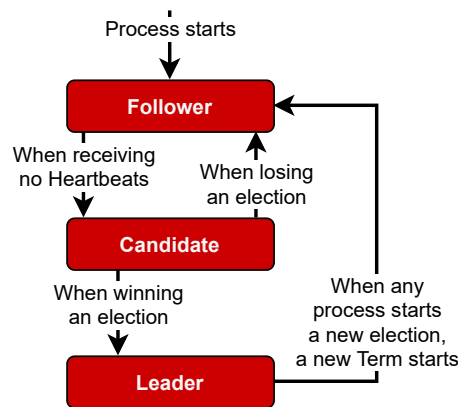 Process starts
Follower
When receiving
no Heartbeats
When losing
an election
Candidate
When winning
an election
When any
process starts
a new election,
a new Term starts
Leader